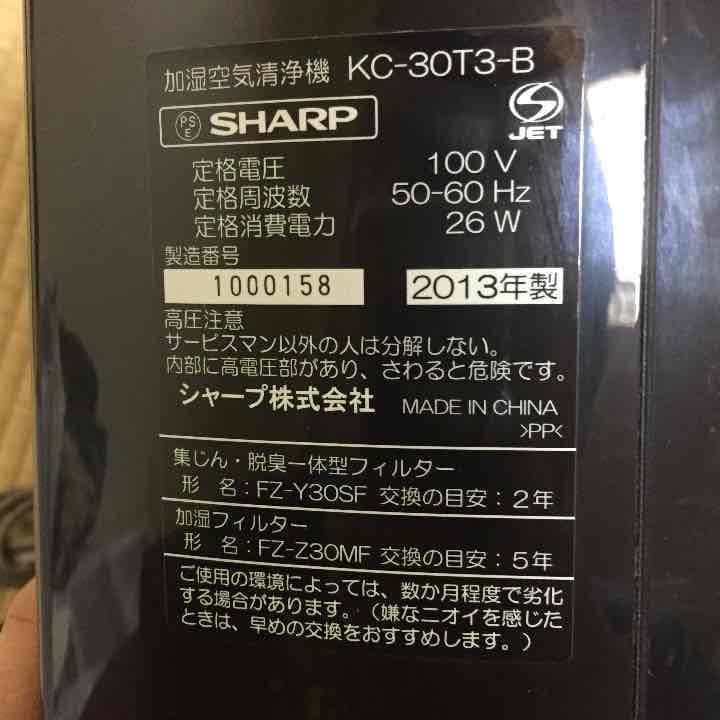 加湿空気清浄機 KC-30T3-B
PS E SHARP
JET
定格電圧 100 V
定格周波数 50-60 Hz
定格消費電力 26 W
製造番号
1000158 2013年製
高圧注意
サービスマン以外の人は分解しない。
内部に高電圧部があり、さわると危険です。
シャープ株式会社 MADE IN CHINA
>PP<
集じん・脱臭一体型フィルター
形 名：FZ-Y30SF 交換の目安：2年
加湿フィルター
形 名：FZ-Z30MF 交換の目安：5年
ご使用の環境によっては、数か月程度で劣化
する場合があります。（嫌なニオイを感じた
ときは、早めの交換をおすすめします。）